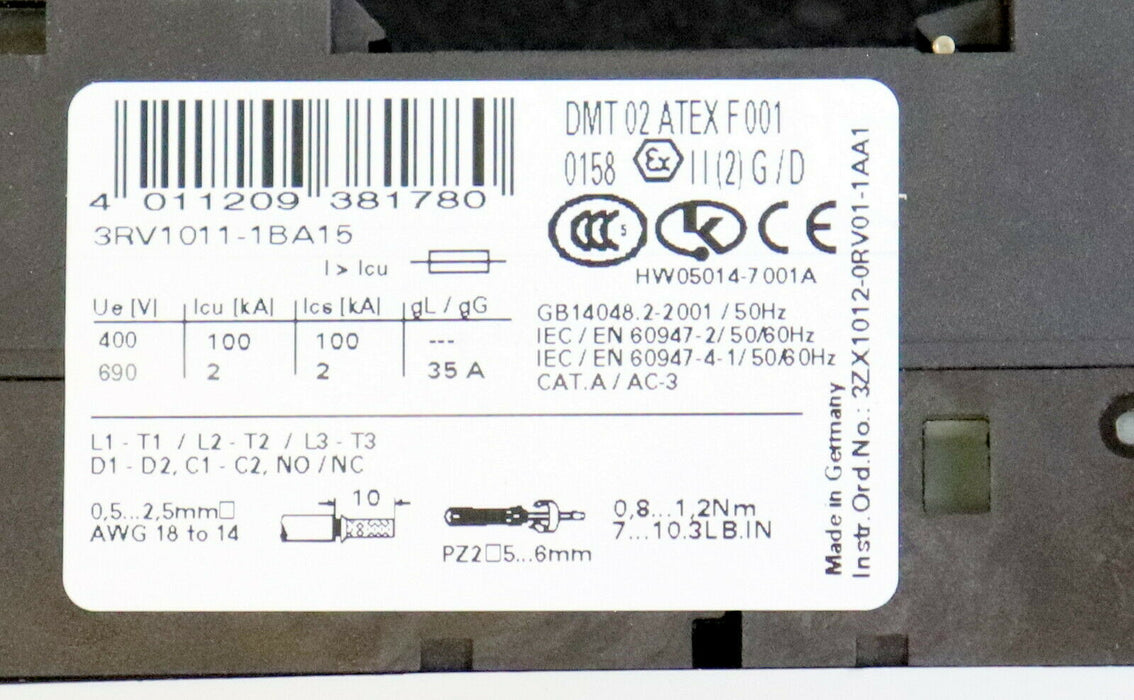 4 011209 381780
3RV1011-1BA15
I > Icu
Ue [V] Icu [kA] Ics [kA] gL / gG
400 100 100 ---
690 2 2 35 A
DMT 02 ATEX F 001
0158 Ex II (2) G / D
CCC S CE
HW05014-7001A
GB14048.2-2001 / 50Hz
IEC / EN 60947-2/ 50/60Hz
IEC / EN 60947-4-1/ 50/60Hz
CAT.A / AC-3
L1 - T1 / L2 - T2 / L3 - T3
D1 - D2, C1 - C2, NO / NC
0,5...2,5mm□
AWG 18 to 14
10
PZ2□5...6mm
0,8...1,2Nm
7...10.3LB.IN
Made in Germany
Instr. Ord.No.: 3ZX1012-0RV01-1AA1